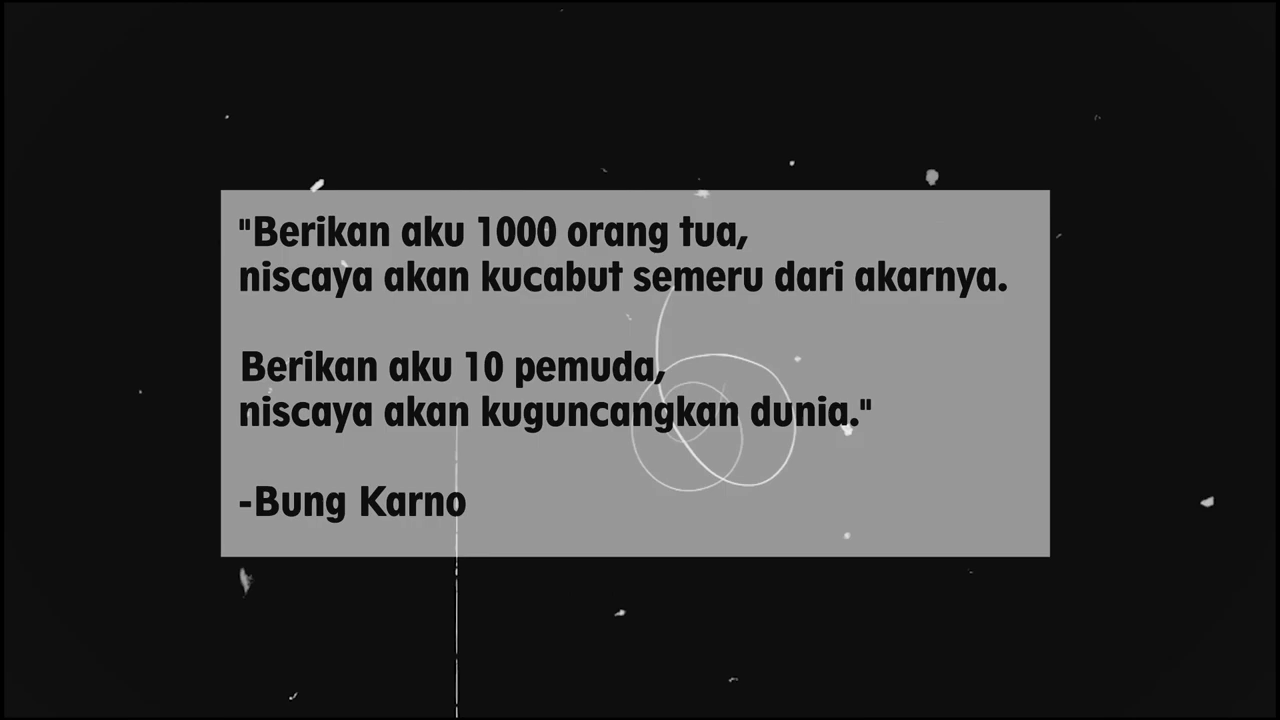 "Berikan aku 1000 orang tua,
niscaya akan kucabut semeru dari akarnya.
Berikan aku 10 pemuda,
niscaya akan kuguncangkan dunia."
-Bung Karno